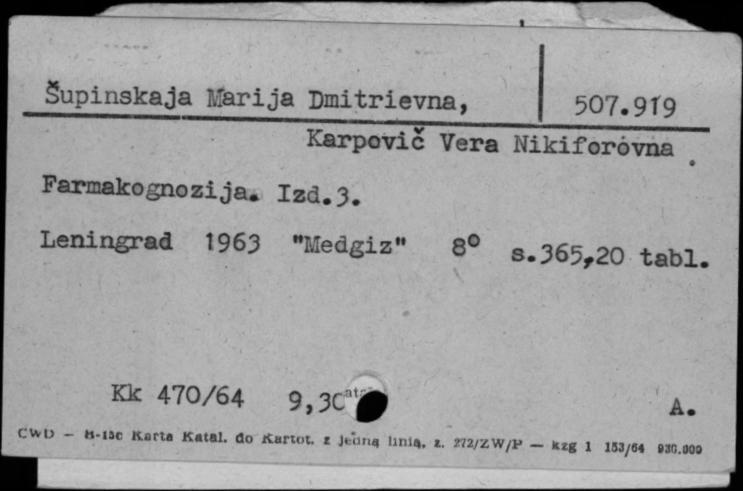 Šupinskaja Marija Dmitrievna, 507.919
Karpovič Vera Nikiforovna.
Farmakognozija. Izd.3.
Leningrad 1963 "Medgiz" 8° s.365,20 tabl.
Kk 470/64 9,30
A.
CWD — H-15c Karta Katal. do Kartot. z jedną linią, z. 272/ZW/P — kzg 1 153/64 930.000